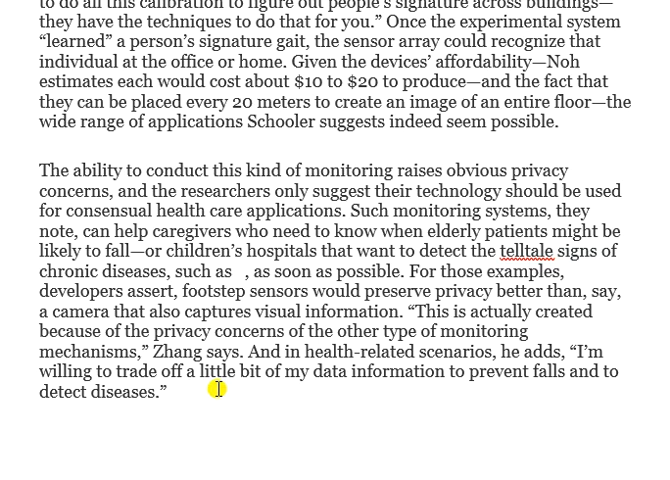 to do all this calibration to figure out people's signature across buildings—
they have the techniques to do that for you.” Once the experimental system
“learned” a person's signature gait, the sensor array could recognize that
individual at the office or home. Given the devices’ affordability—Noh
estimates each would cost about $10 to $20 to produce—and the fact that
they can be placed every 20 meters to create an image of an entire floor—the
wide range of applications Schooler suggests indeed seem possible.
The ability to conduct this kind of monitoring raises obvious privacy
concerns, and the researchers only suggest their technology should be used
for consensual health care applications. Such monitoring systems, they
note, can help caregivers who need to know when elderly patients might be
likely to fall—or children’s hospitals that want to detect the telltale signs of
chronic diseases, such as , as soon as possible. For those examples,
developers assert, footstep sensors would preserve privacy better than, say,
a camera that also captures visual information. “This is actually created
because of the privacy concerns of the other type of monitoring
mechanisms,” Zhang says. And in health-related scenarios, he adds, “I’m
willing to trade off a little bit of my data information to prevent falls and to
detect diseases.”